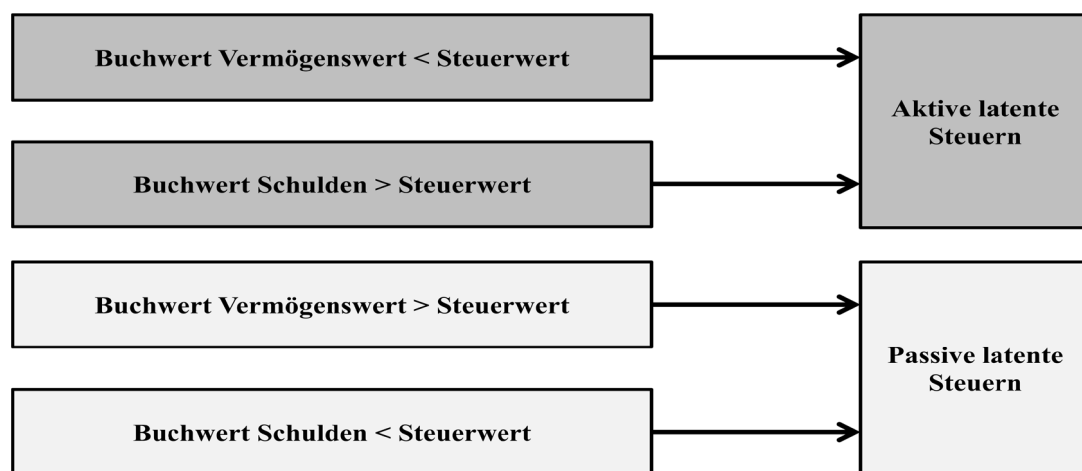 Buchwert Vermögenswert < Steuerwert
Aktive latente
Steuern
Buchwert Schulden > Steuerwert
Buchwert Vermögenswert > Steuerwert
Passive latente
Steuern
Buchwert Schulden < Steuerwert